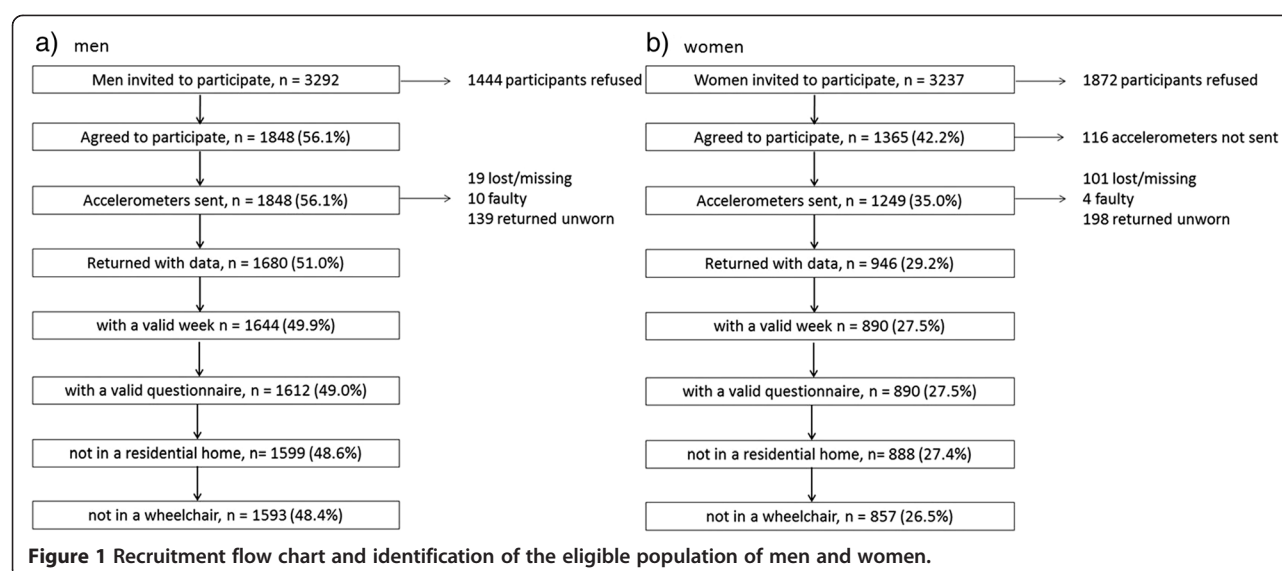 a) men
Men invited to participate, n = 3292
1444 participants refused
Agreed to participate, n = 1848 (56.1%)
Accelerometers sent, n = 1848 (56.1%)
19 lost/missing
10 faulty
139 returned unworn
Returned with data, n = 1680 (51.0%)
with a valid week n = 1644 (49.9%)
with a valid questionnaire, n = 1612 (49.0%)
not in a residential home, n= 1599 (48.6%)
not in a wheelchair, n = 1593 (48.4%)
b) women
Women invited to participate, n = 3237
1872 participants refused
Agreed to participate, n = 1365 (42.2%)
116 accelerometers not sent
Accelerometers sent, n = 1249 (35.0%)
101 lost/missing
4 faulty
198 returned unworn
Returned with data, n = 946 (29.2%)
with a valid week n = 890 (27.5%)
with a valid questionnaire, n = 890 (27.5%)
not in a residential home, n= 888 (27.4%)
not in a wheelchair, n = 857 (26.5%)
Figure 1 Recruitment flow chart and identification of the eligible population of men and women.